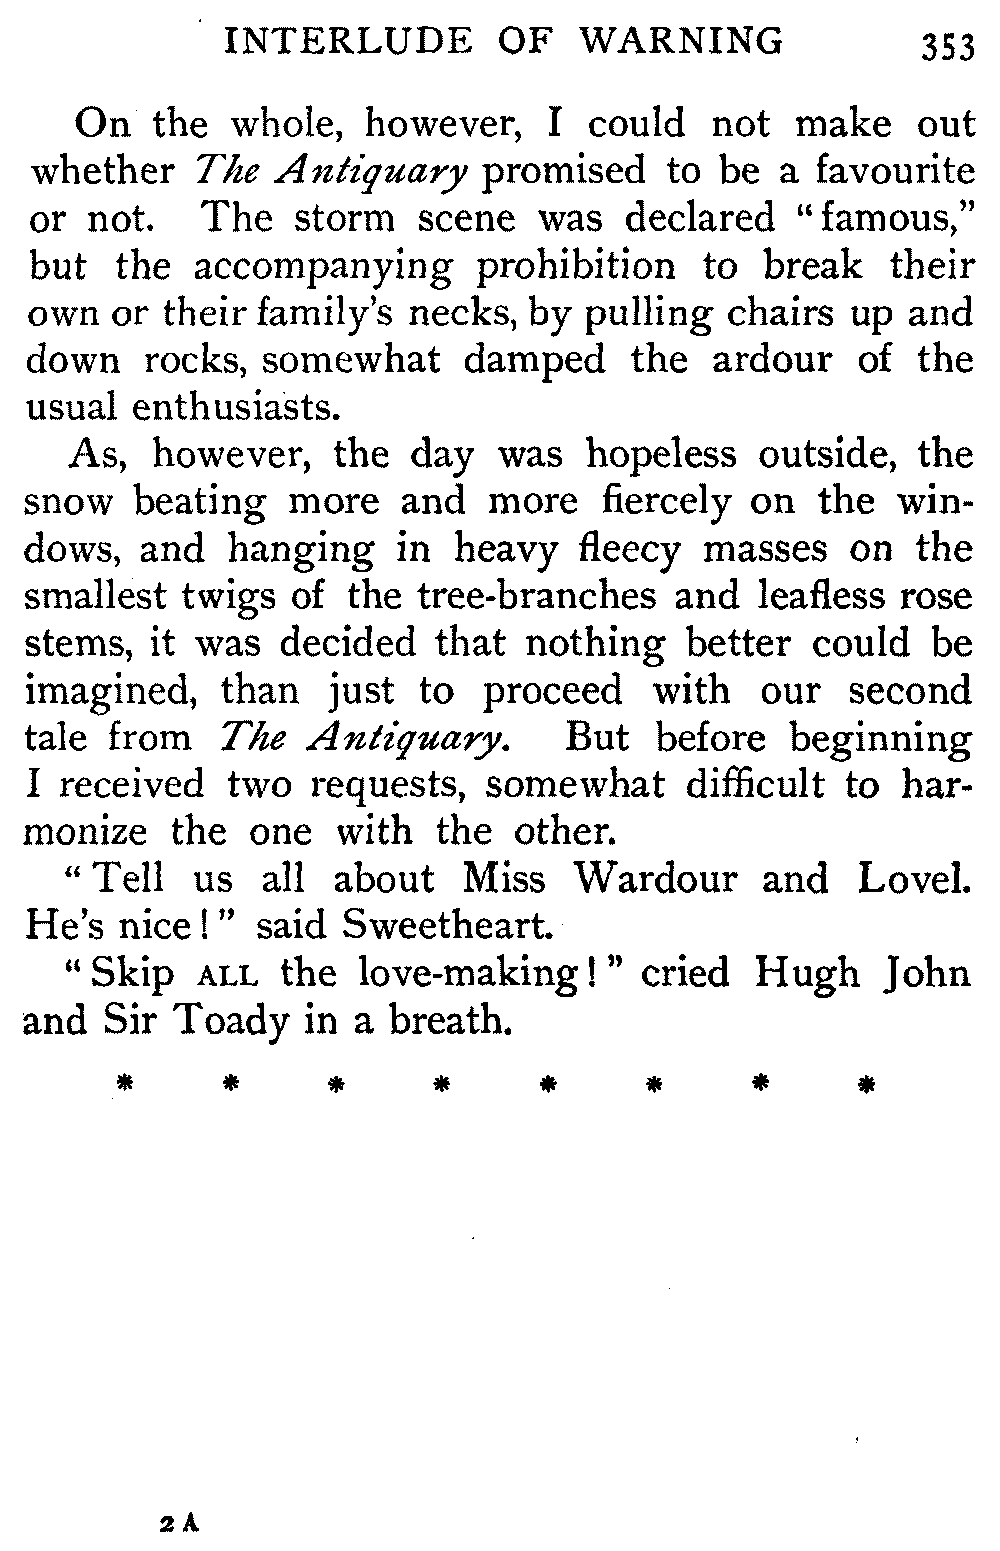 INTERLUDE OF WARNING 353
On the whole, however, I could not make out
whether The Antiquary promised to be a favourite
or not. The storm scene was declared “famous,”
but the accompanying prohibition to break their
own or their family’s necks, by pulling chairs up and
down rocks, somewhat damped the ardour of the
usual enthusiasts.
As, however, the day was hopeless outside, the
snow beating more and more fiercely on the win-
dows, and hanging in heavy fleecy masses on the
smallest twigs of the tree-branches and leafless rose
stems, it was decided that nothing better could be
imagined, than just to proceed with our second
tale from The Antiquary. But before beginning
I received two requests, somewhat difficult to har-
monize the one with the other.
“Tell us all about Miss Wardour and Lovel.
He’s nice!” said Sweetheart.
“Skip ALL the love-making!” cried Hugh John
and Sir Toady in a breath.
* * * * * * * *
2 A